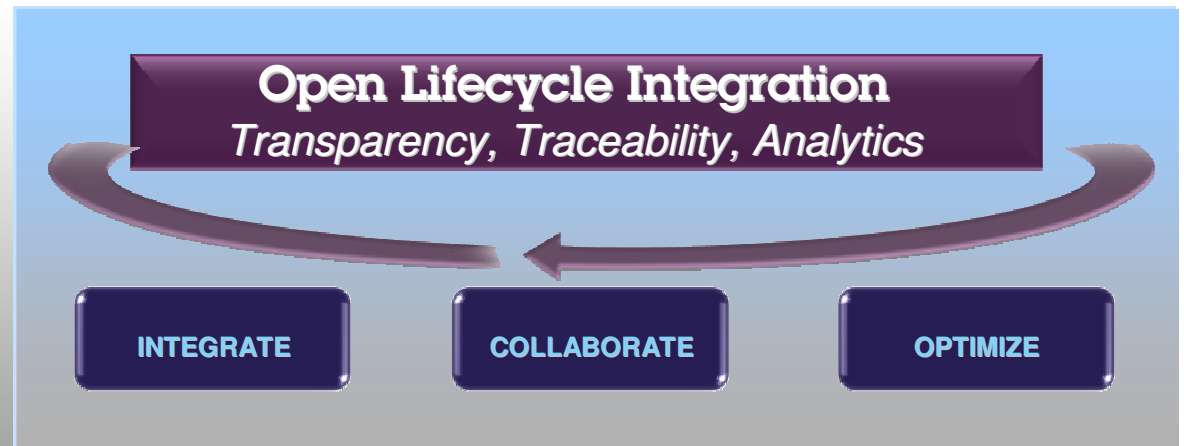 Open Lifecycle Integration
Transparency, Traceability, Analytics
INTEGRATE
COLLABORATE
OPTIMIZE